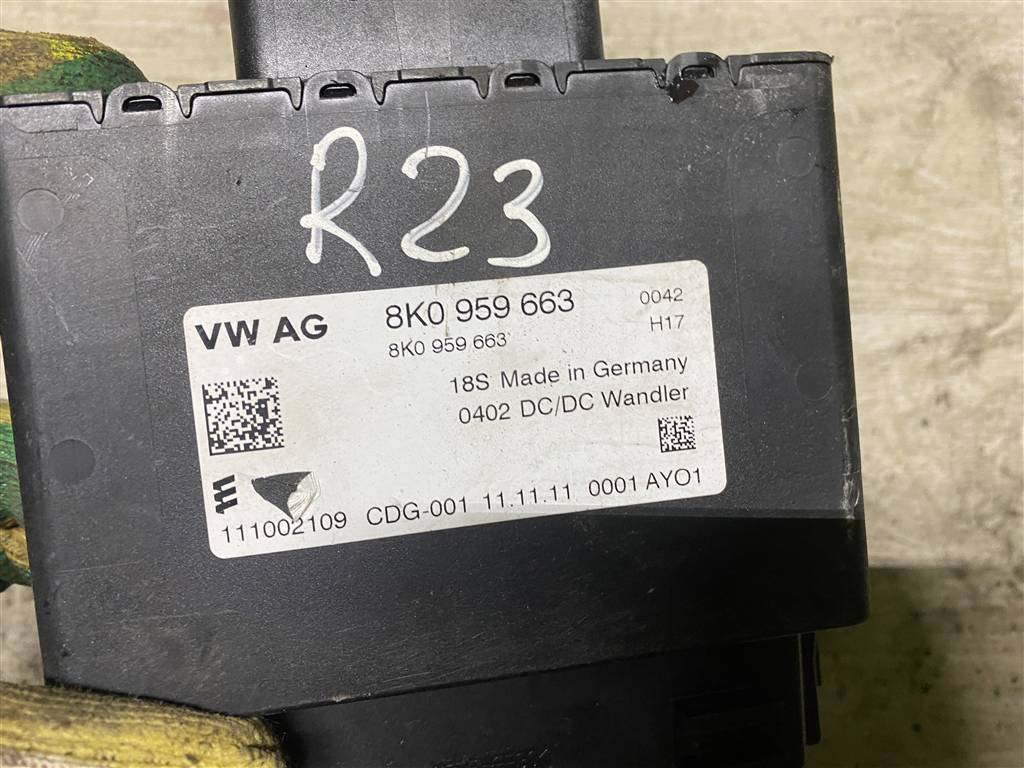 R23
VW AG 8K0 959 663 0042
8K0 959 663 H17
18S Made in Germany
0402 DC/DC Wandler
111002109 CDG-001 11.11.11 0001 AYO1